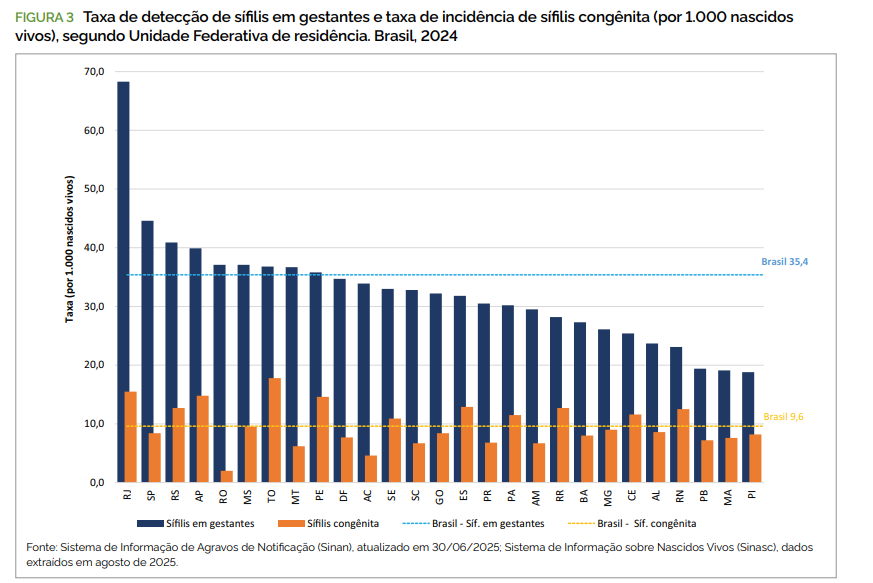 FIGURA 3 Taxa de detecção de sífilis em gestantes e taxa de incidência de sífilis congênita (por 1.000 nascidos
vivos), segundo Unidade Federativa de residência. Brasil, 2024
Taxa (por 1.000 nascidos vivos)
70,0
60,0
50,0
40,0
30,0
20,0
10,0
0,0
Brasil 35,4
Brasil 9,6
RJ SP RS AP RO MS TO MT PE DF AC SE SC GO ES PR PA AM RR BA MG CE AL RN PB MA PI
Sífilis em gestantes Sífilis congênita Brasil - Síf. em gestantes Brasil - Síf. congênita
Fonte: Sistema de Informação de Agravos de Notificação (Sinan), atualizado em 30/06/2025; Sistema de Informação sobre Nascidos Vivos (Sinasc), dados
extraídos em agosto de 2025.